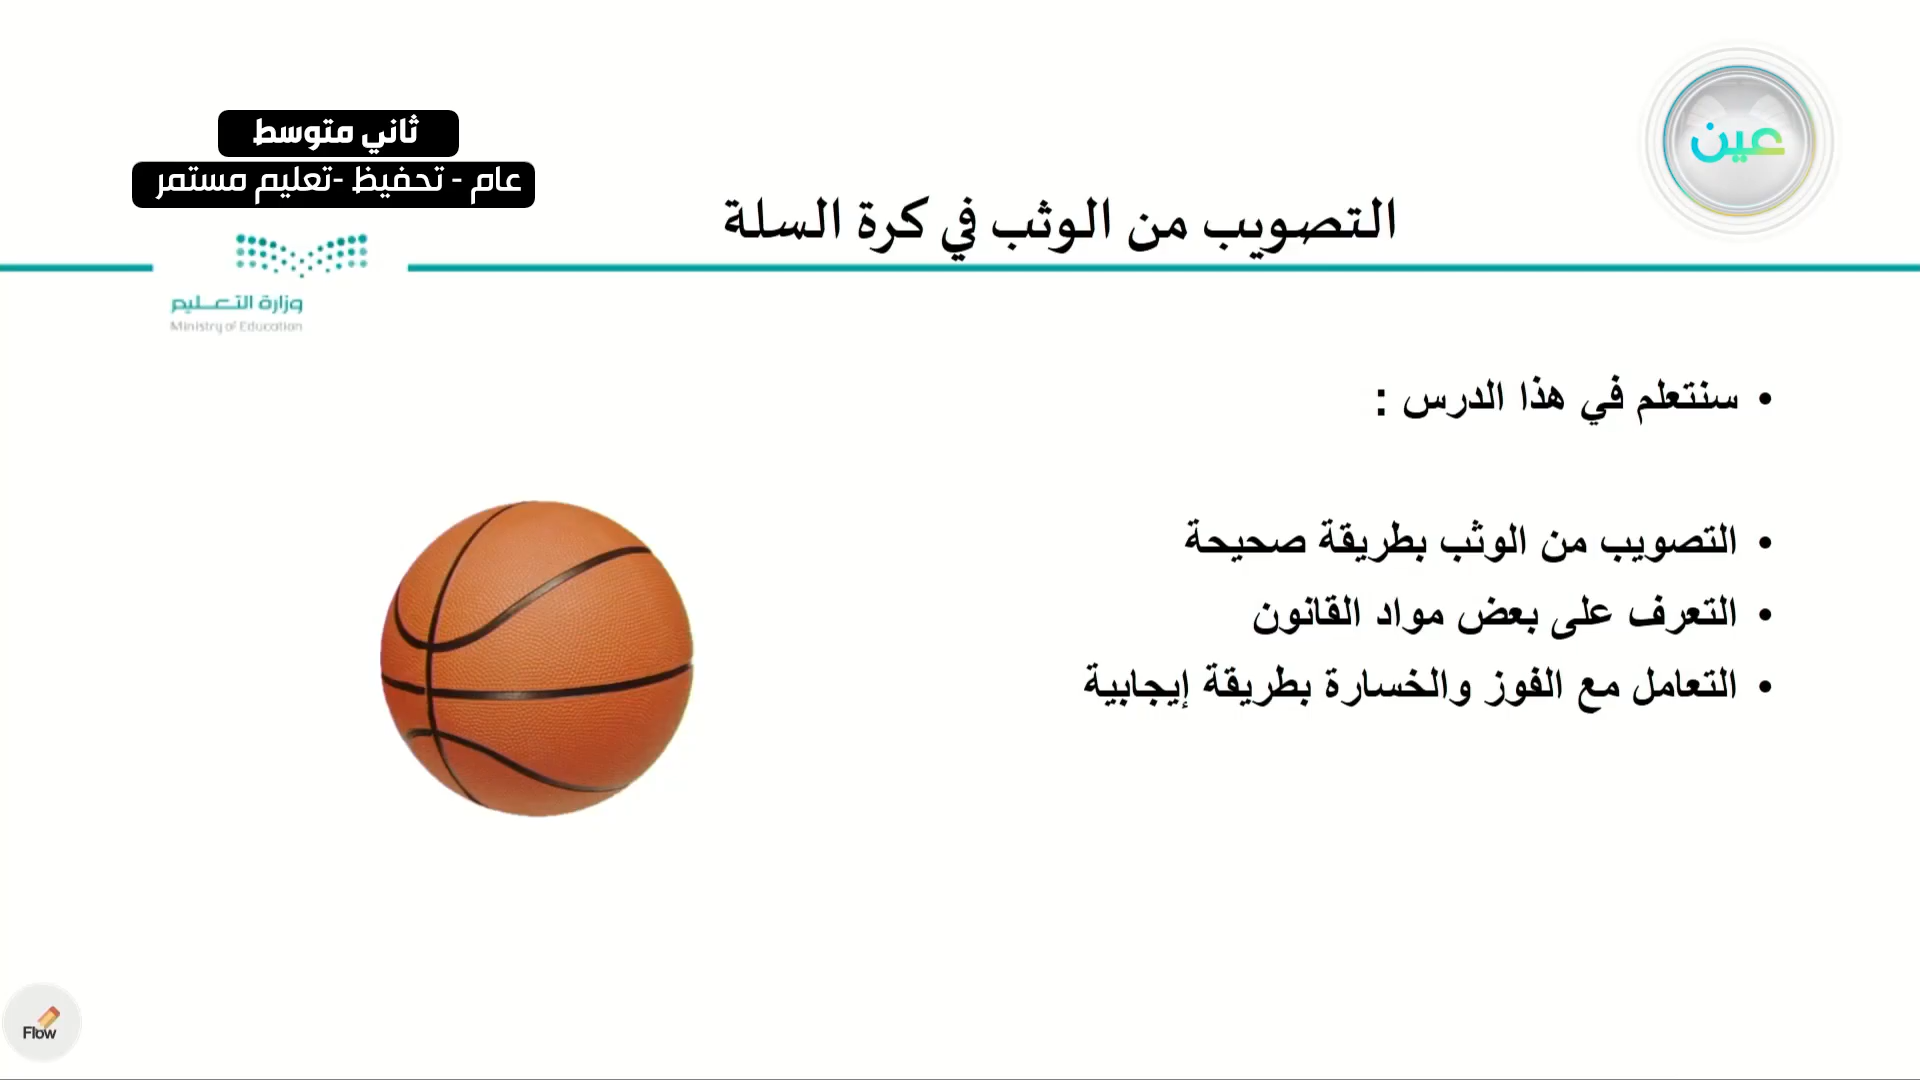 عين
ثاني متوسط
عام - تحفيظ -تعليم مستمر
التصويب من الوثب في كرة السلة
وزارة التعليم
Ministry of Education
• سنتعلم في هذا الدرس :
• التصويب من الوثب بطريقة صحيحة
• التعرف على بعض مواد القانون
• التعامل مع الفوز والخسارة بطريقة إيجابية
Flow